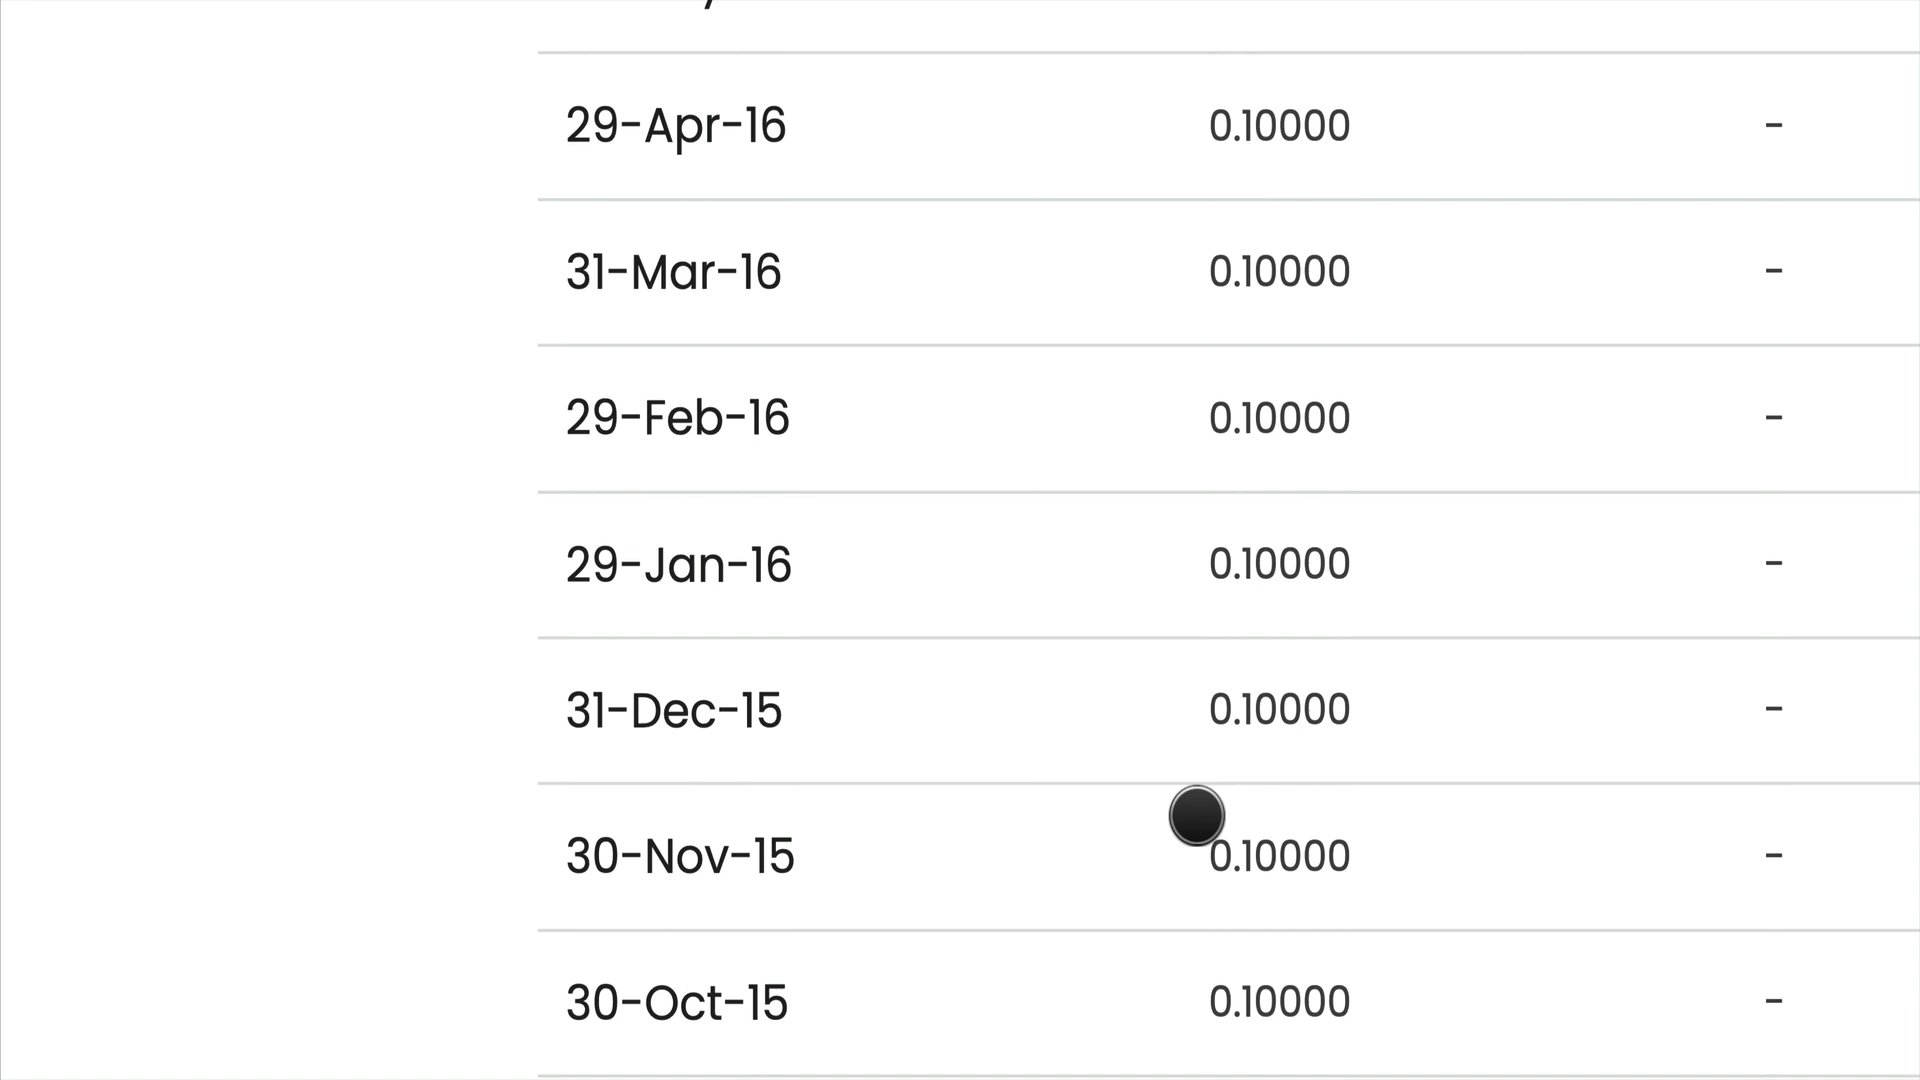 29-Apr-16 0.10000 -
31-Mar-16 0.10000 -
29-Feb-16 0.10000 -
29-Jan-16 0.10000 -
31-Dec-15 0.10000 -
30-Nov-15 0.10000 -
30-Oct-15 0.10000 -